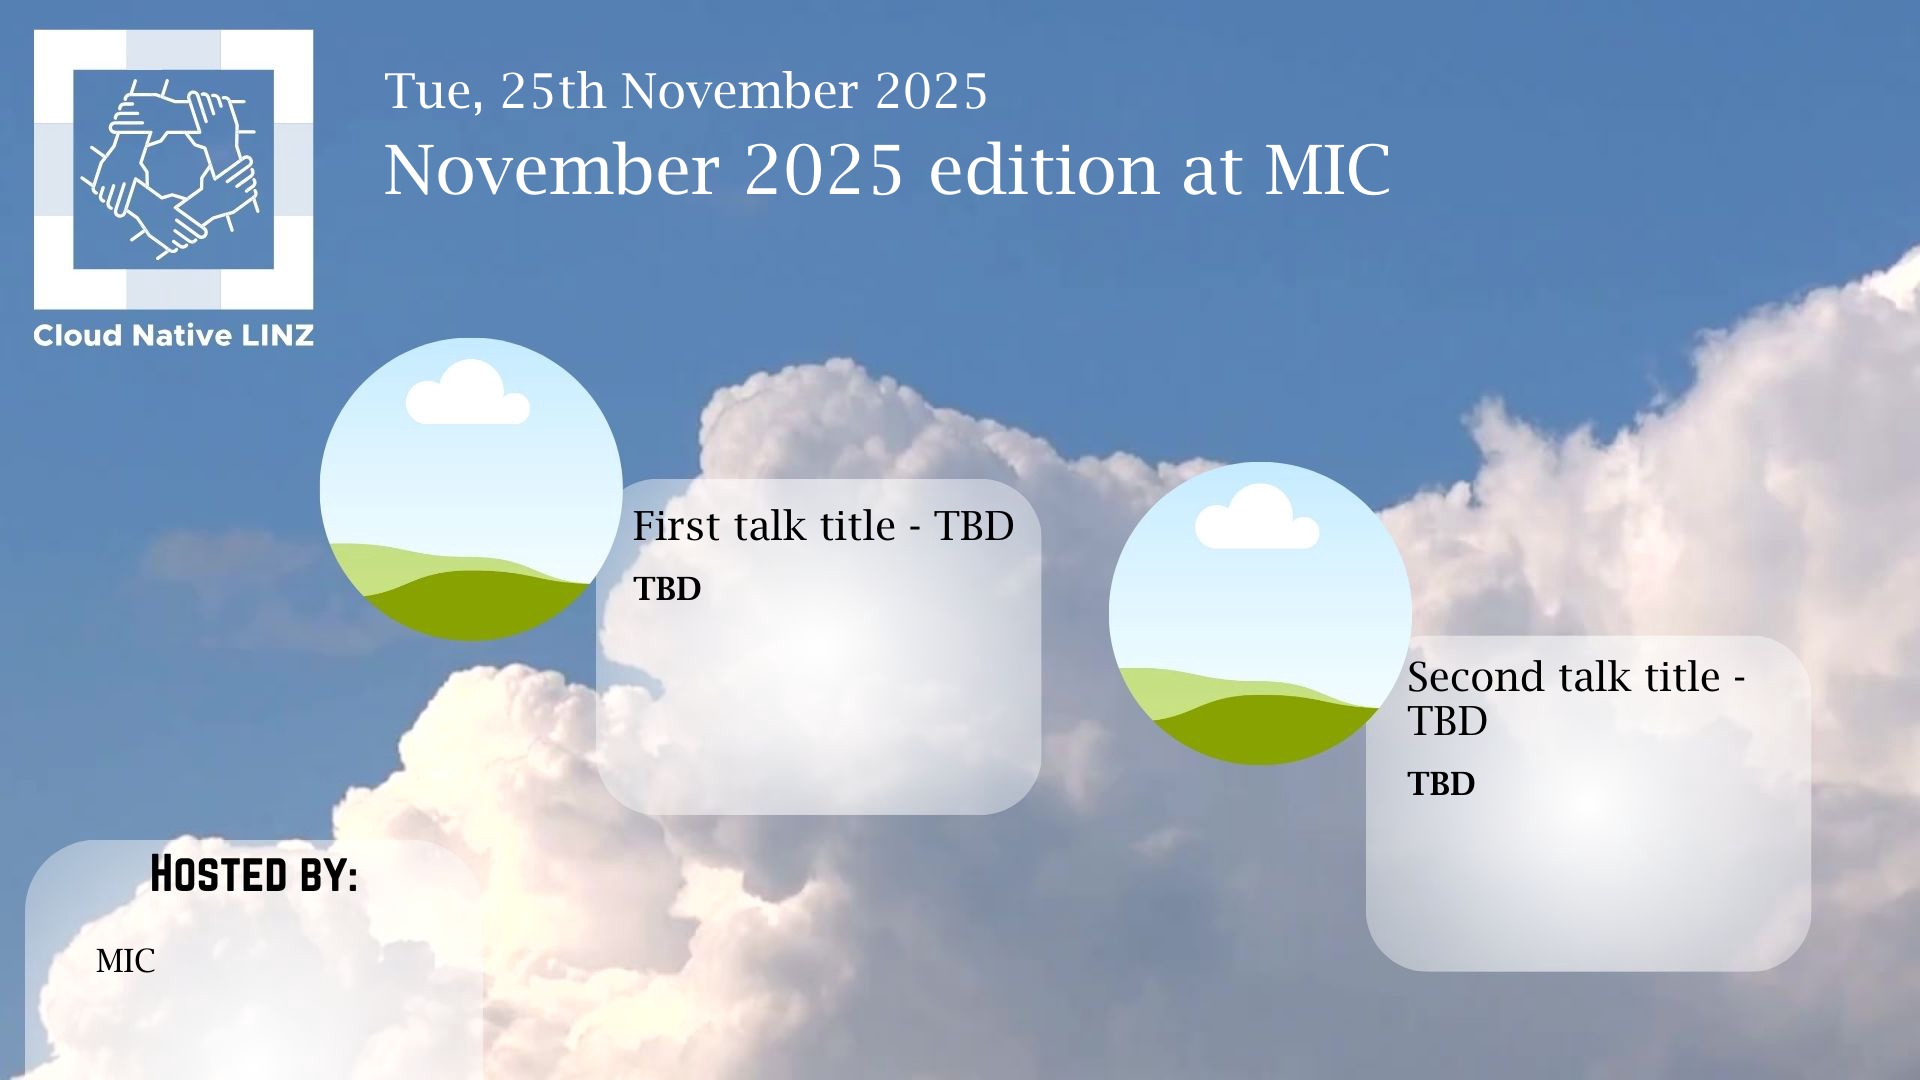 Cloud Native LINZ
Tue, 25th November 2025
November 2025 edition at MIC
First talk title - TBD
TBD
Second talk title -
TBD
TBD
HOSTED BY:
MIC